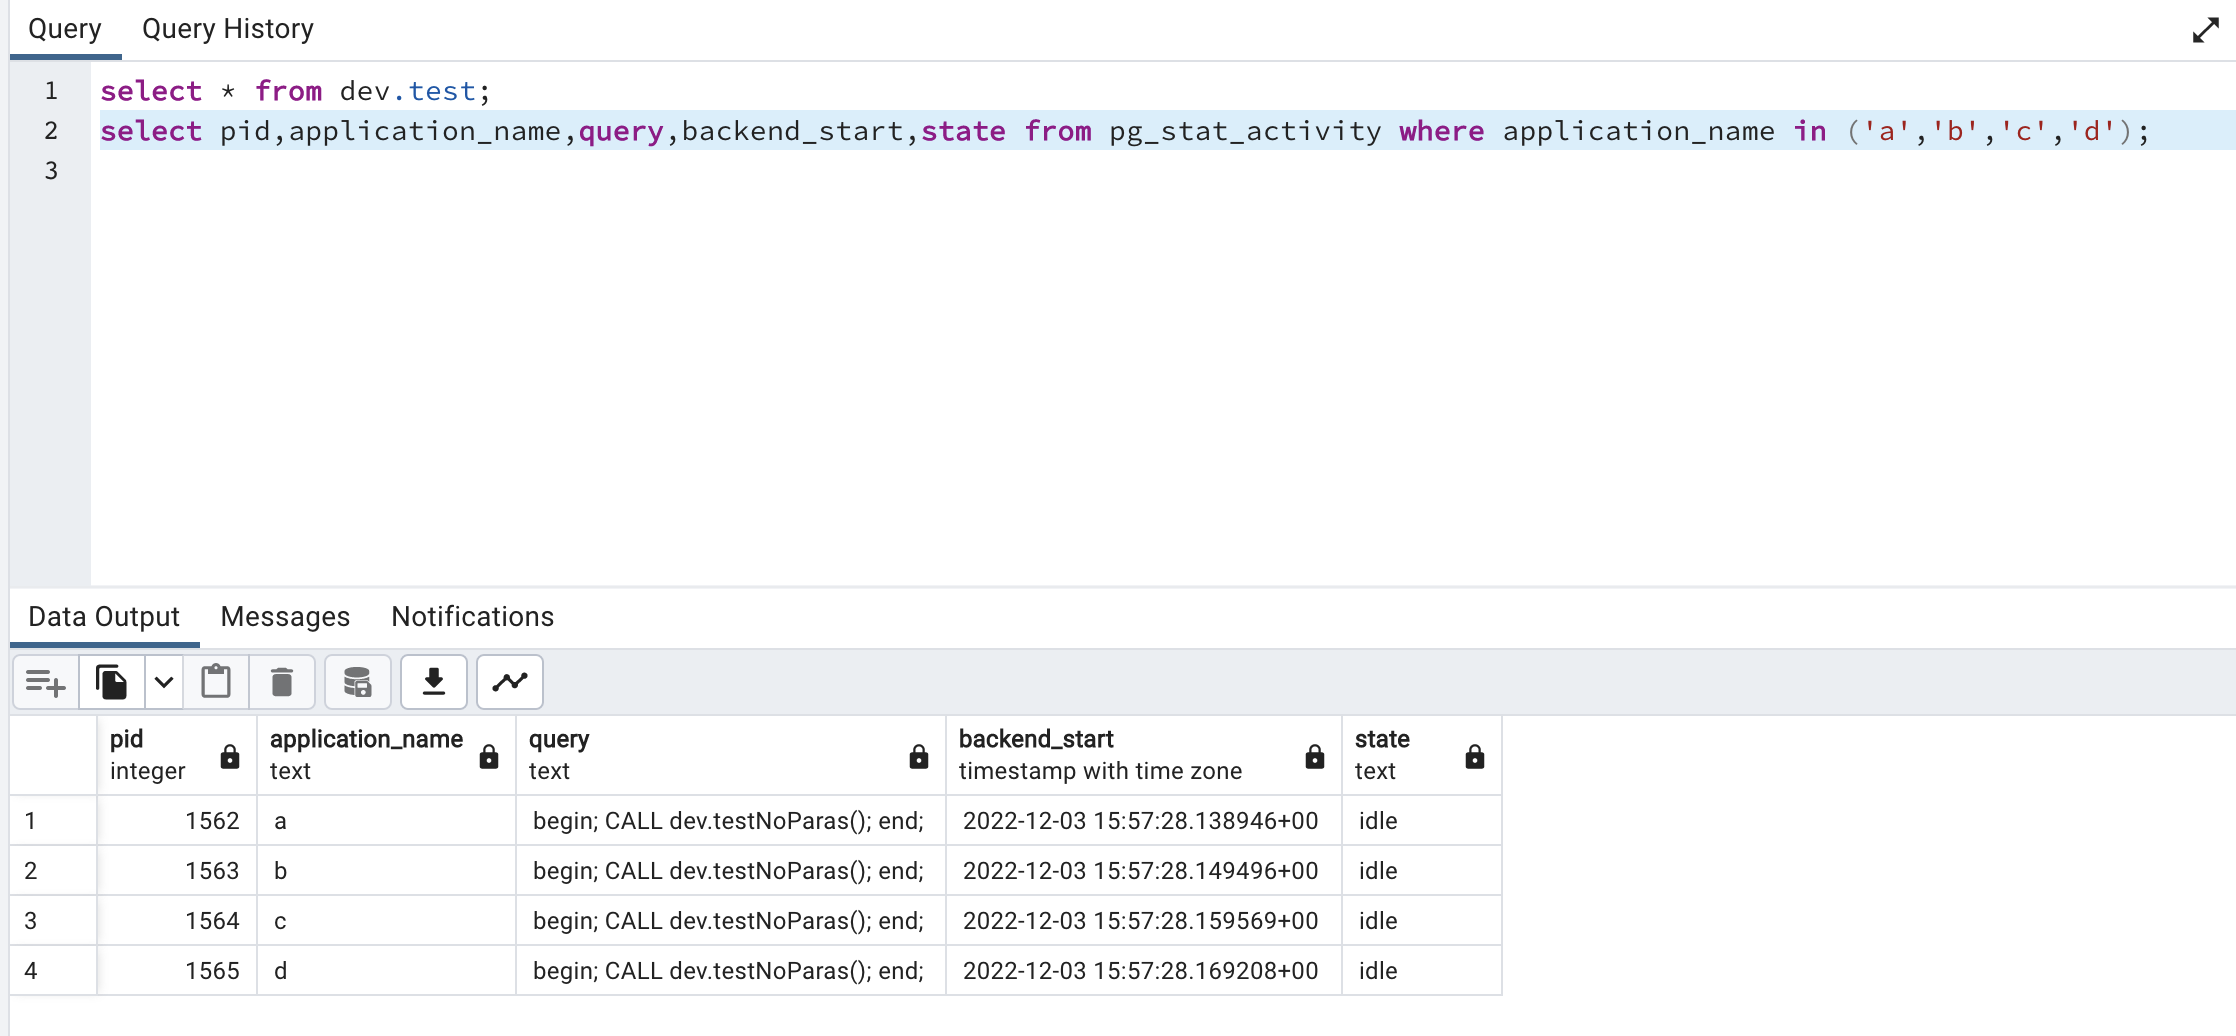 Query Query History
1 select * from dev.test;
2 select pid,application_name,query,backend_start,state from pg_stat_activity where application_name in ('a','b','c','d');
3
Data Output Messages Notifications
pid application_name query backend_start state
integer text text timestamp with time zone text
1 1562 a begin; CALL dev.testNoParas(); end; 2022-12-03 15:57:28.138946+00 idle
2 1563 b begin; CALL dev.testNoParas(); end; 2022-12-03 15:57:28.149496+00 idle
3 1564 c begin; CALL dev.testNoParas(); end; 2022-12-03 15:57:28.159569+00 idle
4 1565 d begin; CALL dev.testNoParas(); end; 2022-12-03 15:57:28.169208+00 idle